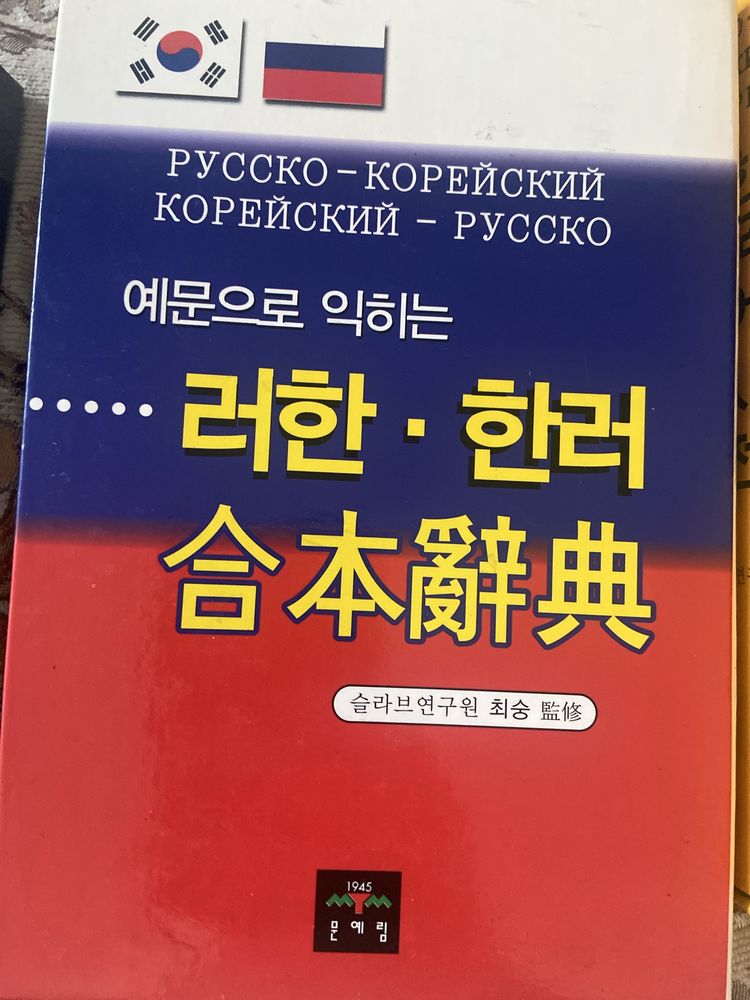 РУССКО – КОРЕЙСКИЙ
КОРЕЙСКИЙ – РУССКО
예문으로 익히는
····· 러한 · 한러
合本辭典
슬라브연구원 최숭 監修
1945
문예림